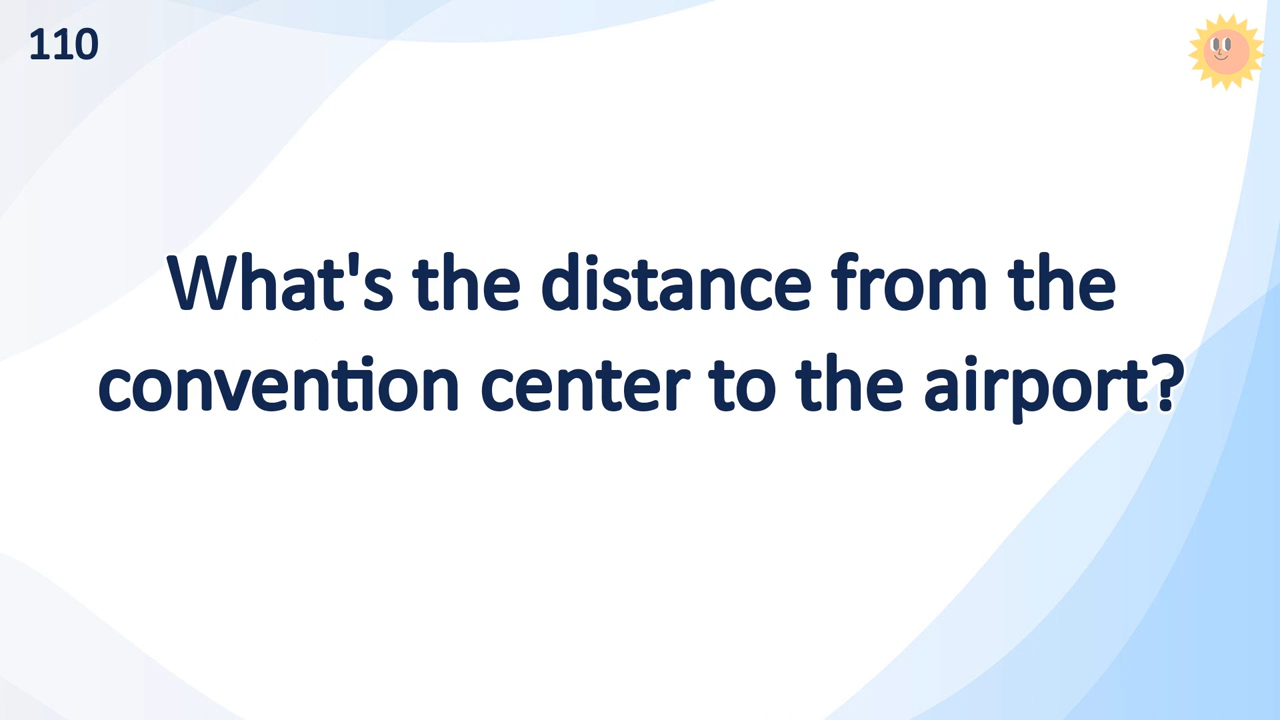 110
What's the distance from the
convention center to the airport?